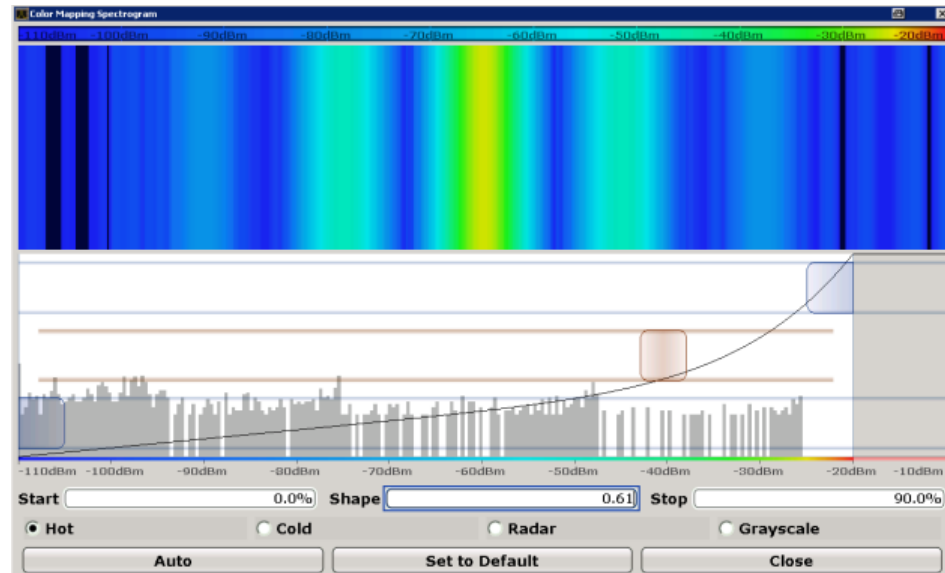 Color Mapping Spectrogram
-110dBm -100dBm -90dBm -80dBm -70dBm -60dBm -50dBm -40dBm -30dBm -20dBm
-110dBm -100dBm -90dBm -80dBm -70dBm -60dBm -50dBm -40dBm -30dBm -20dBm -10dBm
Start 0.0% Shape 0.61 Stop 90.0%
Hot Cold Radar Grayscale
Auto Set to Default Close